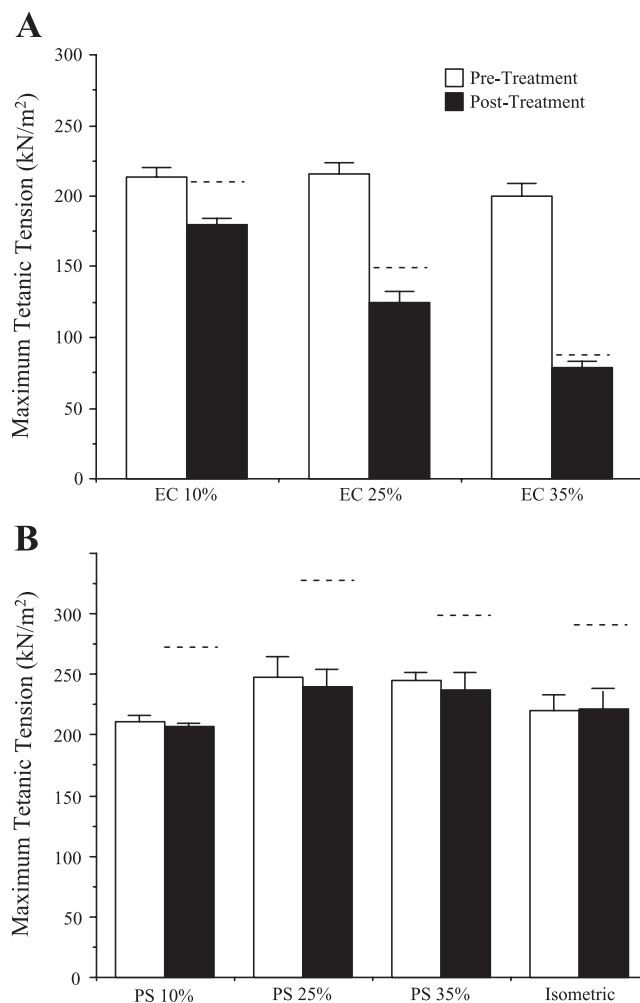 A
Maximum Tetanic Tension (kN/m²)
300
250
200
150
100
50
0
Pre-Treatment
Post-Treatment
EC 10% EC 25% EC 35%
B
Maximum Tetanic Tension (kN/m²)
300
250
200
150
100
50
0
PS 10% PS 25% PS 35% Isometric